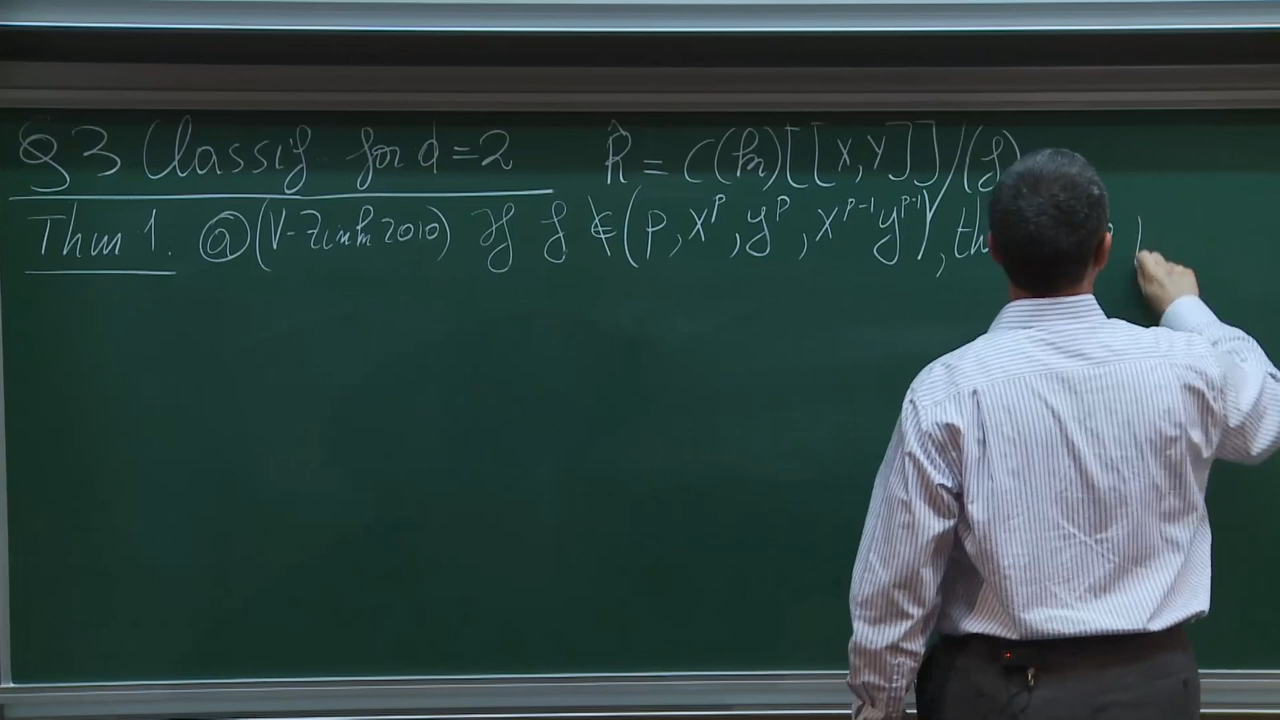 §3 Classif for d=2 R̂ = C(k)[[X,Y]]/(f)
Thm 1. ⓐ (V-Zink 2010) If f ∉ (p, X^p, Y^p, X^{p-1}Y^{p-1}), th